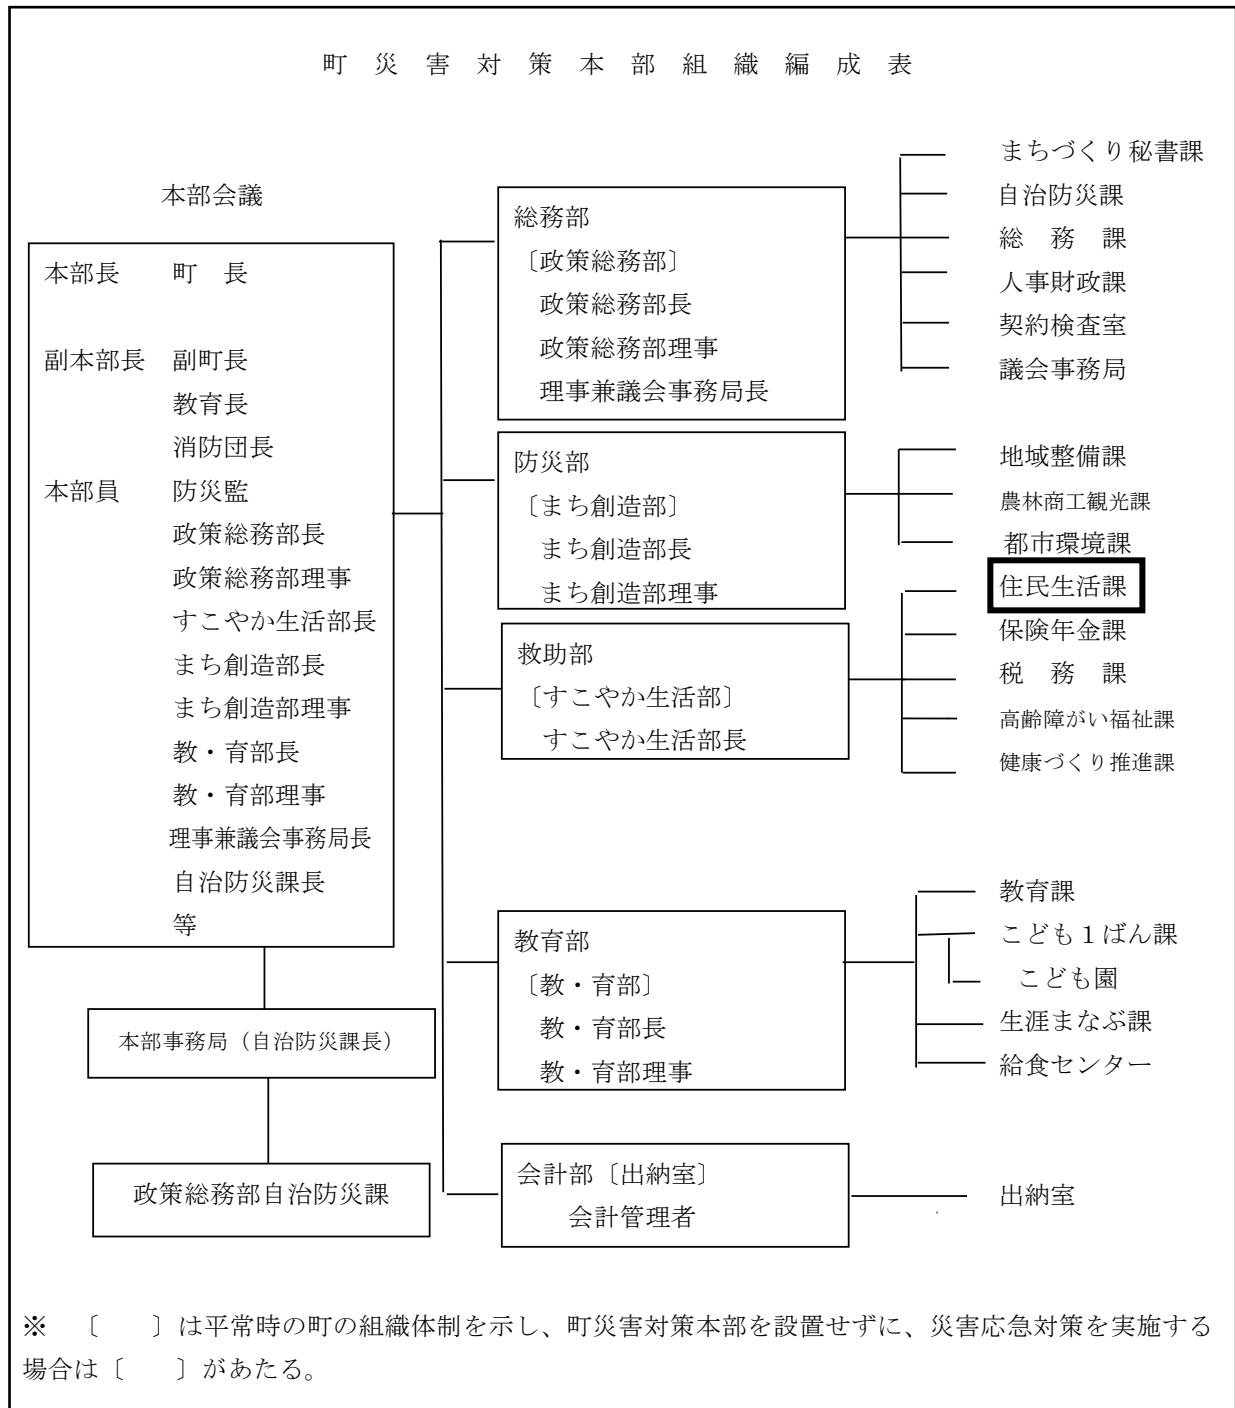 町災害対策本部組織編成表
本部会議
本部長　町　長
副本部長　副町長
教育長
消防団長
本部員　防災監
政策総務部長
政策総務部理事
すこやか生活部長
まち創造部長
まち創造部理事
教・育部長
教・育部理事
理事兼議会事務局長
自治防災課長
等
本部事務局（自治防災課長）
政策総務部自治防災課
総務部
〔政策総務部〕
政策総務部長
政策総務部理事
理事兼議会事務局長
まちづくり秘書課
自治防災課
総　務　課
人事財政課
契約検査室
議会事務局
防災部
〔まち創造部〕
まち創造部長
まち創造部理事
地域整備課
農林商工観光課
都市環境課
救助部
〔すこやか生活部〕
すこやか生活部長
住民生活課
保険年金課
税　務　課
高齢障がい福祉課
健康づくり推進課
教育部
〔教・育部〕
教・育部長
教・育部理事
教育課
こども１ばん課
こども園
生涯まなぶ課
給食センター
会計部〔出納室〕
会計管理者
出納室
※　〔　　〕は平常時の町の組織体制を示し、町災害対策本部を設置せずに、災害応急対策を実施する
場合は〔　　〕があたる。